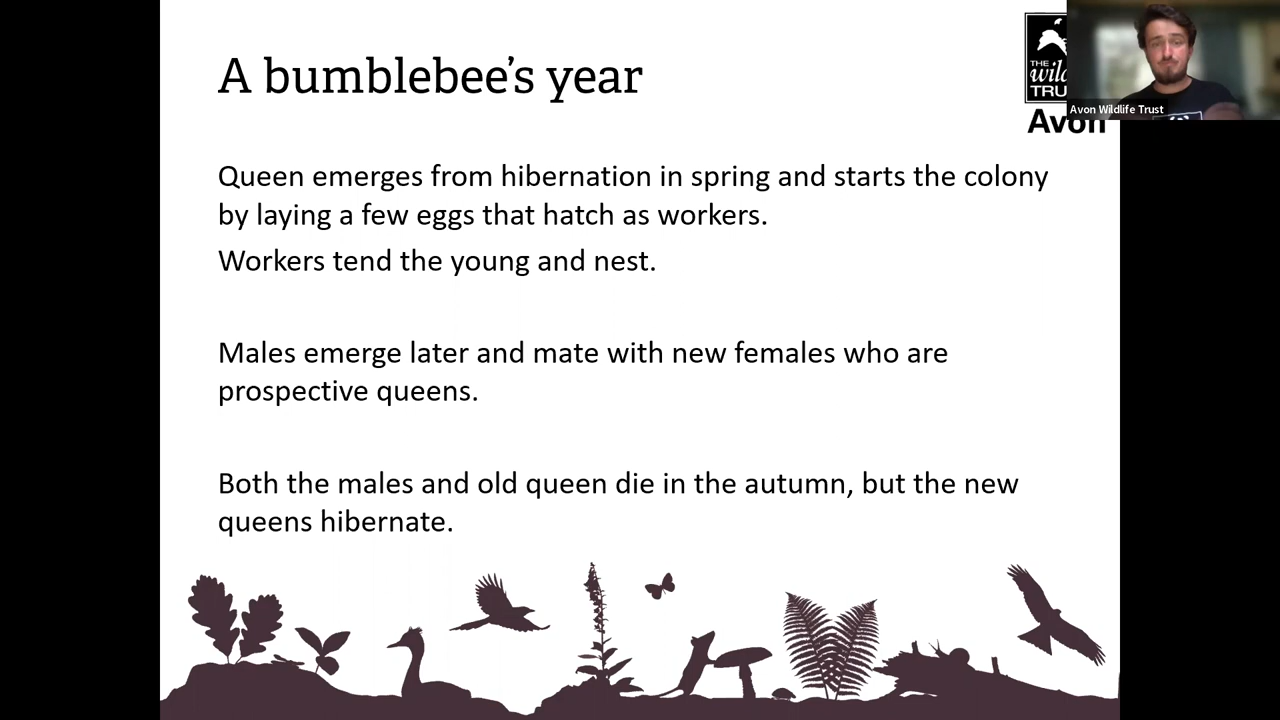 A bumblebee's year
THE
wild
TRU
Avon
Avon Wildlife Trust
Queen emerges from hibernation in spring and starts the colony
by laying a few eggs that hatch as workers.
Workers tend the young and nest.
Males emerge later and mate with new females who are
prospective queens.
Both the males and old queen die in the autumn, but the new
queens hibernate.